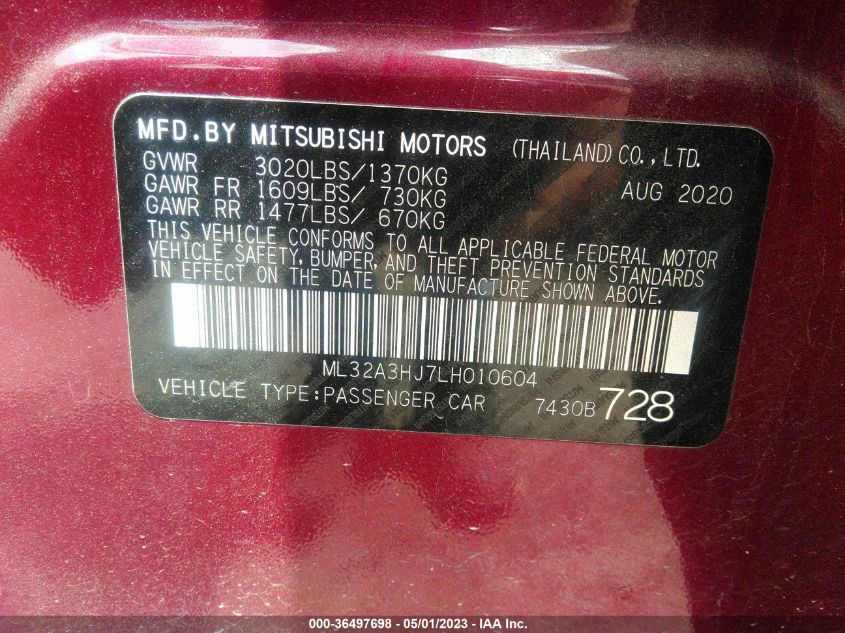 MFD.BY MITSUBISHI MOTORS (THAILAND) CO., LTD.
GVWR 3020LBS/1370KG AUG 2020
GAWR FR 1609LBS/ 730KG
GAWR RR 1477LBS/ 670KG
THIS VEHICLE CONFORMS TO ALL APPLICABLE FEDERAL MOTOR
VEHICLE SAFETY, BUMPER, AND THEFT PREVENTION STANDARDS
IN EFFECT ON THE DATE OF MANUFACTURE SHOWN ABOVE.
ML32A3HJ7LH010604
VEHICLE TYPE:PASSENGER CAR 7430B 728
000-36497698 - 05/01/2023 - IAA Inc.